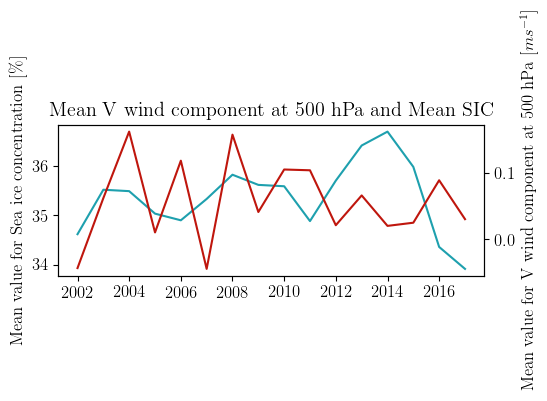 Mean V wind component at 500 hPa and Mean SIC
Mean value for Sea ice concentration [%]
36
35
34
0.1
0.0
Mean value for V wind component at 500 hPa [ms⁻¹]
2002 2004 2006 2008 2010 2012 2014 2016